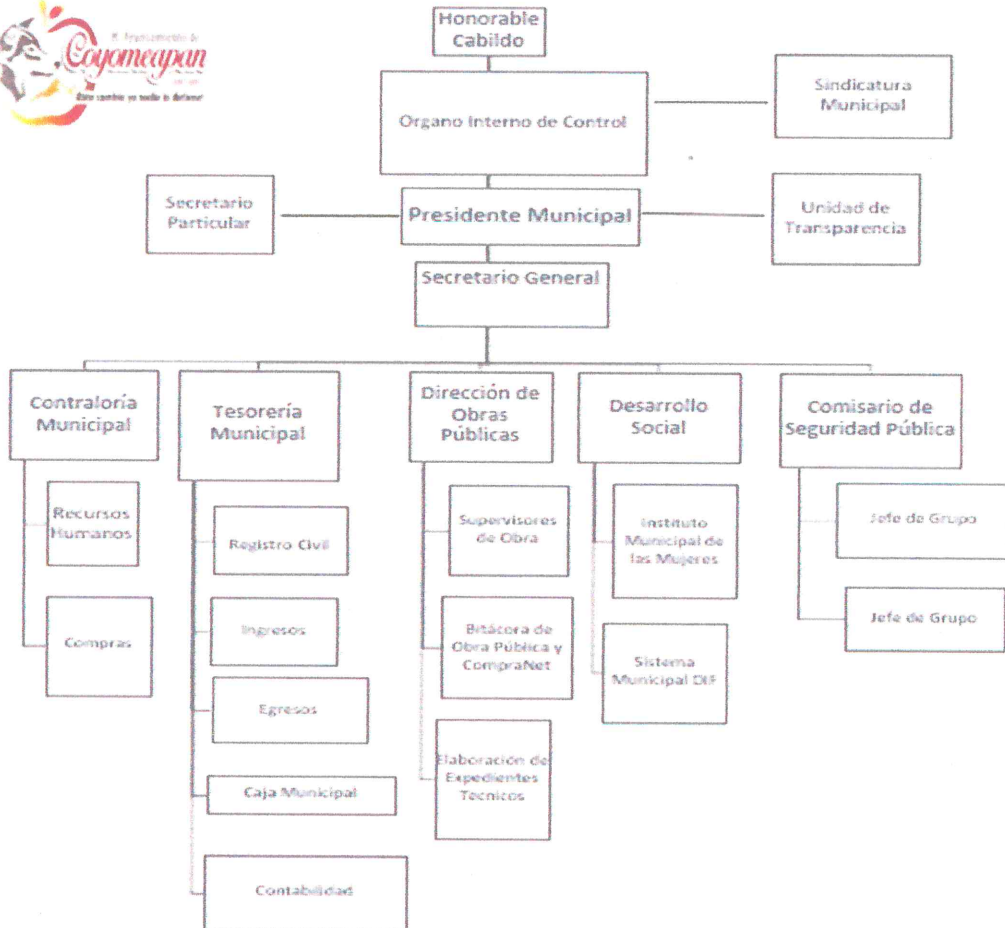 H. Ayuntamiento de
Coyomeapan
Honorable
Cabildo
Organo Interno de Control
Sindicatura
Municipal
Secretario
Particular
Presidente Municipal
Unidad de
Transparencia
Secretario General
Contraloría
Municipal
Tesorería
Municipal
Dirección de
Obras
Públicas
Desarrollo
Social
Comisario de
Seguridad Pública
Recursos
Humanos
Compras
Registro Civil
Ingresos
Egresos
Caja Municipal
Contabilidad
Supervisores
de Obra
Bitácora de
Obra Pública y
CompraNet
Elaboración de
Expedientes
Tecnicos
Instituto
Municipal de
las Mujeres
Sistema
Municipal DIF
Jefe de Grupo
Jefe de Grupo